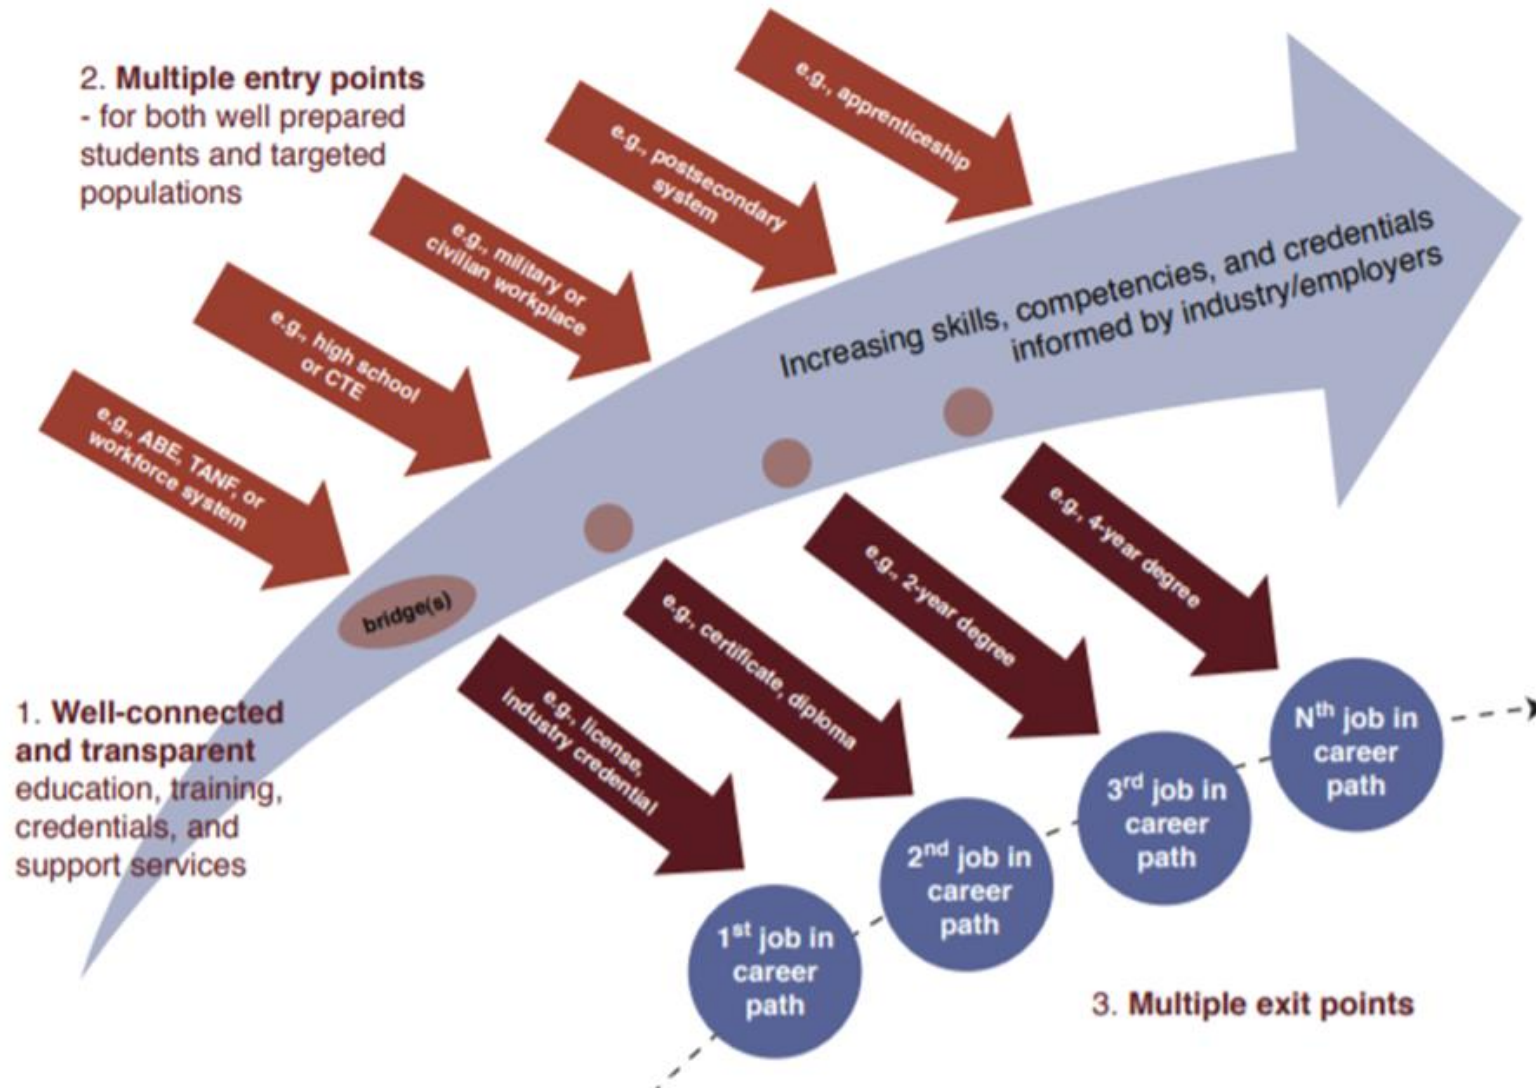 2. Multiple entry points
- for both well prepared
students and targeted
populations
e.g., apprenticeship
e.g., postsecondary
system
e.g., military or
civilian workplace
e.g., high school
or CTE
e.g., ABE, TANF, or
workforce system
Increasing skills, competencies, and credentials
informed by industry/employers
bridge(s)
1. Well-connected
and transparent
education, training,
credentials, and
support services
e.g., license,
industry credential
e.g., certificate, diploma
e.g., 2-year degree
e.g., 4-year degree
1st job in
career
path
2nd job in
career
path
3rd job in
career
path
Nth job in
career
path
3. Multiple exit points